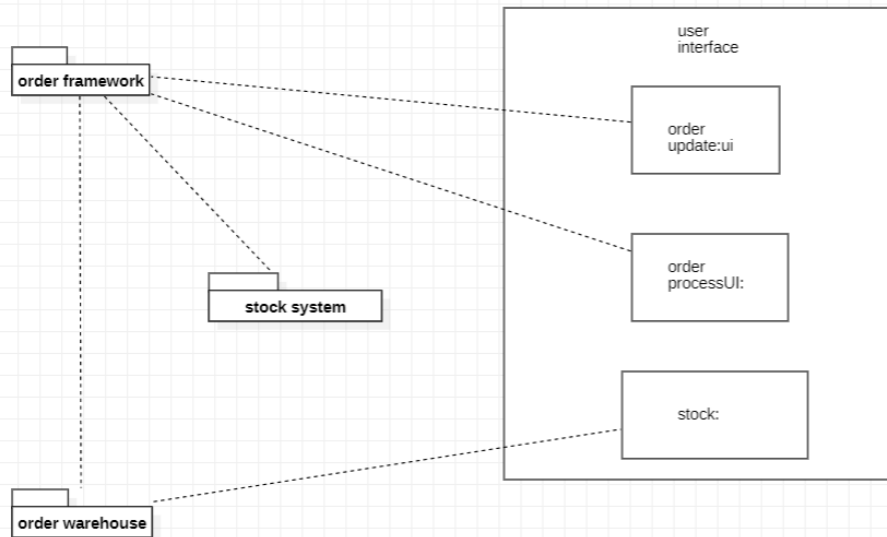 user
interface
order framework
order
update:ui
order
processUI:
stock system
stock:
order warehouse